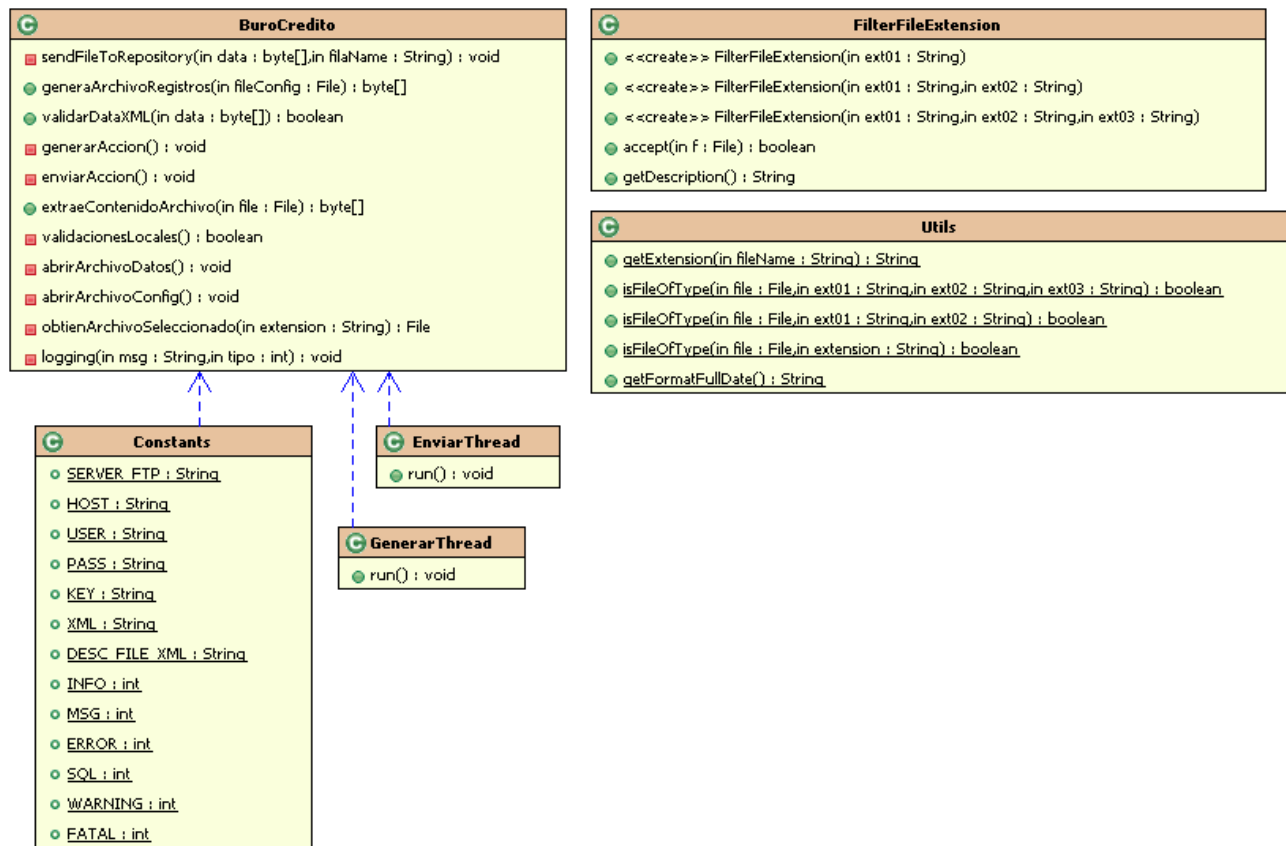 BuroCredito
sendFileToRepository(in data : byte[],in filaName : String) : void
generaArchivoRegistros(in fileConfig : File) : byte[]
validarDataXML(in data : byte[]) : boolean
generarAccion() : void
enviarAccion() : void
extraeContenidoArchivo(in file : File) : byte[]
validacionesLocales() : boolean
abrirArchivoDatos() : void
abrirArchivoConfig() : void
obtienArchivoSeleccionado(in extension : String) : File
logging(in msg : String,in tipo : int) : void
FilterFileExtension
<<create>> FilterFileExtension(in ext01 : String)
<<create>> FilterFileExtension(in ext01 : String,in ext02 : String)
<<create>> FilterFileExtension(in ext01 : String,in ext02 : String,in ext03 : String)
accept(in f : File) : boolean
getDescription() : String
Utils
getExtension(in fileName : String) : String
isFileOfType(in file : File,in ext01 : String,in ext02 : String,in ext03 : String) : boolean
isFileOfType(in file : File,in ext01 : String,in ext02 : String) : boolean
isFileOfType(in file : File,in extension : String) : boolean
getFormatFullDate() : String
Constants
SERVER_FTP : String
HOST : String
USER : String
PASS : String
KEY : String
XML : String
DESC_FILE_XML : String
INFO : int
MSG : int
ERROR : int
SQL : int
WARNING : int
FATAL : int
EnviarThread
run() : void
GenerarThread
run() : void